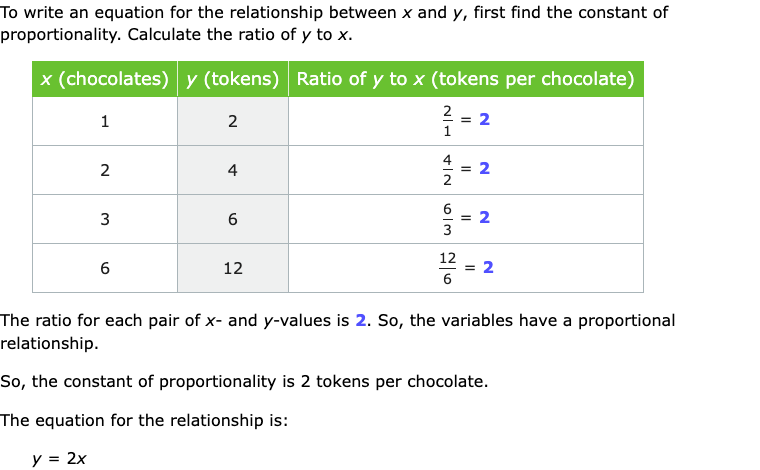 To write an equation for the relationship between x and y, first find the constant of
proportionality. Calculate the ratio of y to x.
x (chocolates) y (tokens) Ratio of y to x (tokens per chocolate)
1 2 2/1 = 2
2 4 4/2 = 2
3 6 6/3 = 2
6 12 12/6 = 2
The ratio for each pair of x- and y-values is 2. So, the variables have a proportional
relationship.
So, the constant of proportionality is 2 tokens per chocolate.
The equation for the relationship is:
y = 2x